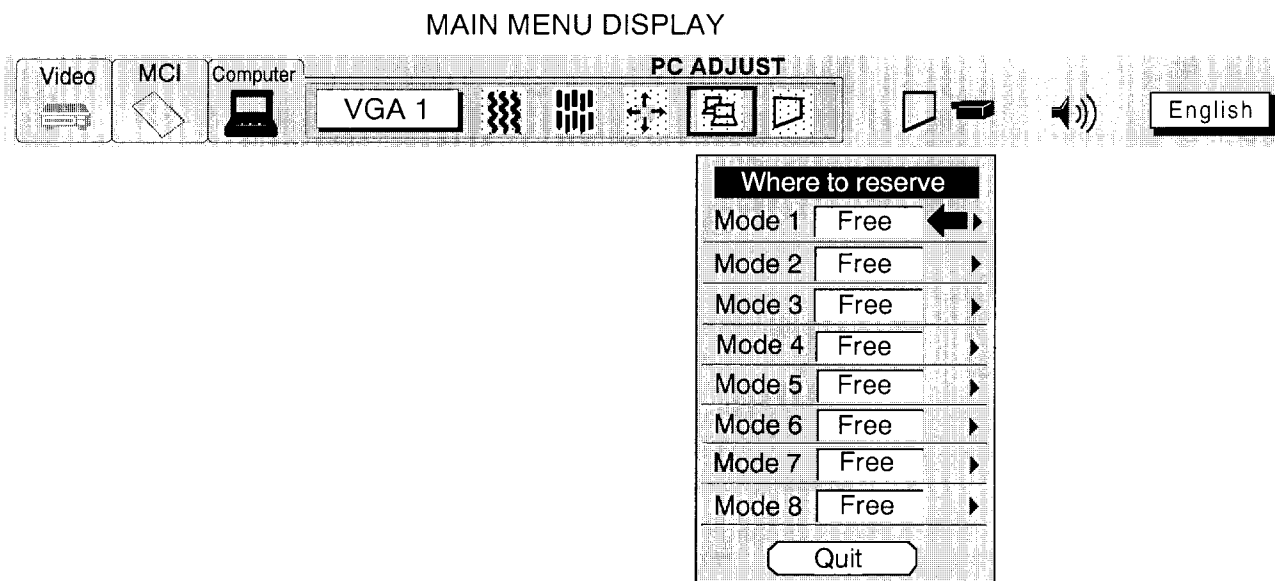 MAIN MENU DISPLAY
PC ADJUST
Video MCI Computer
VGA 1 English
Where to reserve
Mode 1 Free
Mode 2 Free
Mode 3 Free
Mode 4 Free
Mode 5 Free
Mode 6 Free
Mode 7 Free
Mode 8 Free
Quit